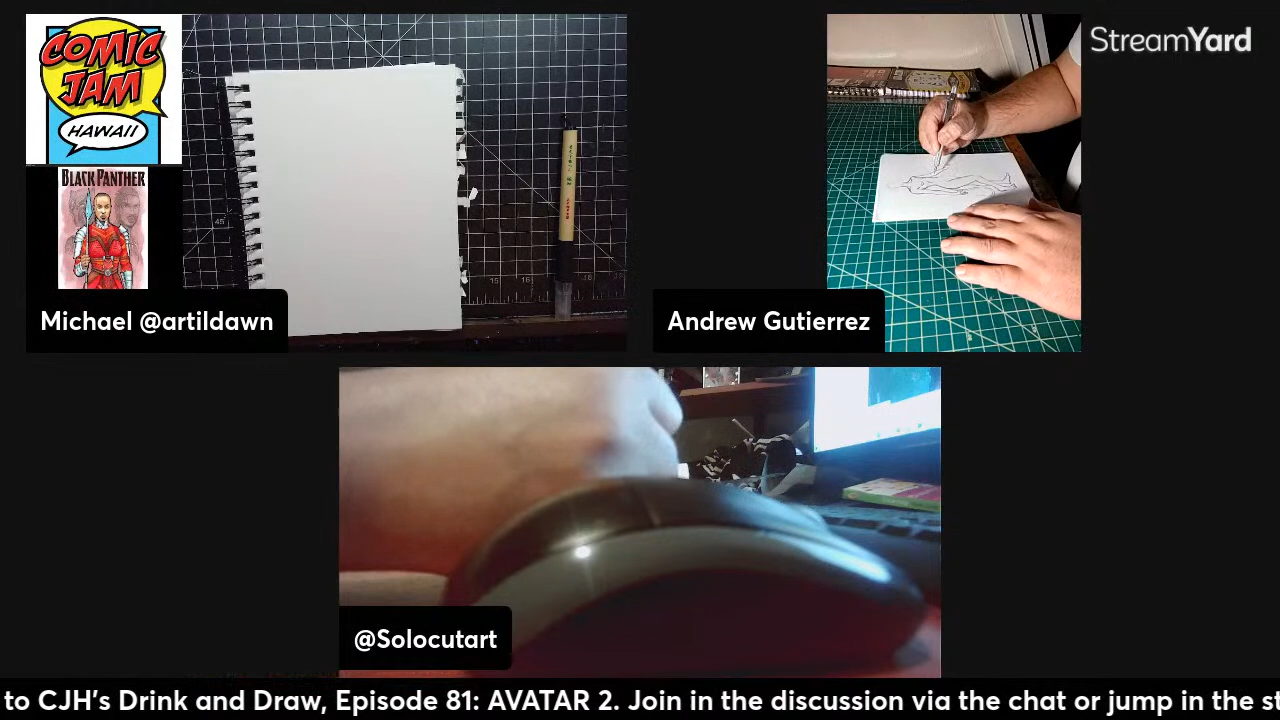 COMIC
JAM
HAWAII
StreamYard
BLACK PANTHER
Michael @artildawn
Andrew Gutierrez
@Solocutart
to CJH's Drink and Draw, Episode 81: AVATAR 2. Join in the discussion via the chat or jump in the st